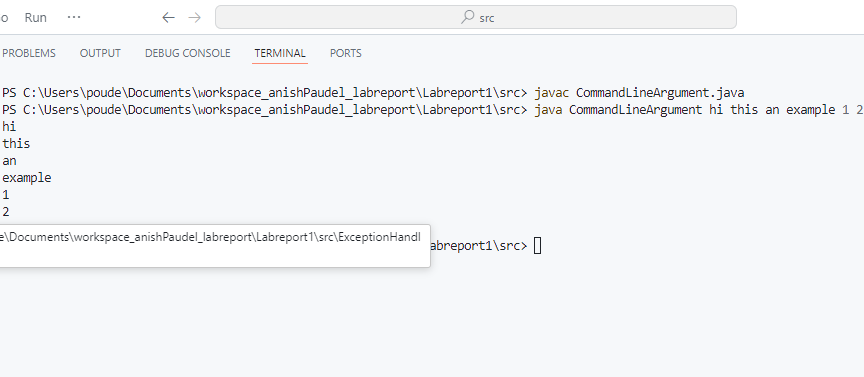 Run ··· ← → src
PROBLEMS OUTPUT DEBUG CONSOLE TERMINAL PORTS
PS C:\Users\poude\Documents\workspace_anishPaudel_labreport\Labreport1\src> javac CommandLineArgument.java
PS C:\Users\poude\Documents\workspace_anishPaudel_labreport\Labreport1\src> java CommandLineArgument hi this an example 1 2
hi
this
an
example
1
2
e\Documents\workspace_anishPaudel_labreport\Labreport1\src\ExceptionHandl
abreport1\src>